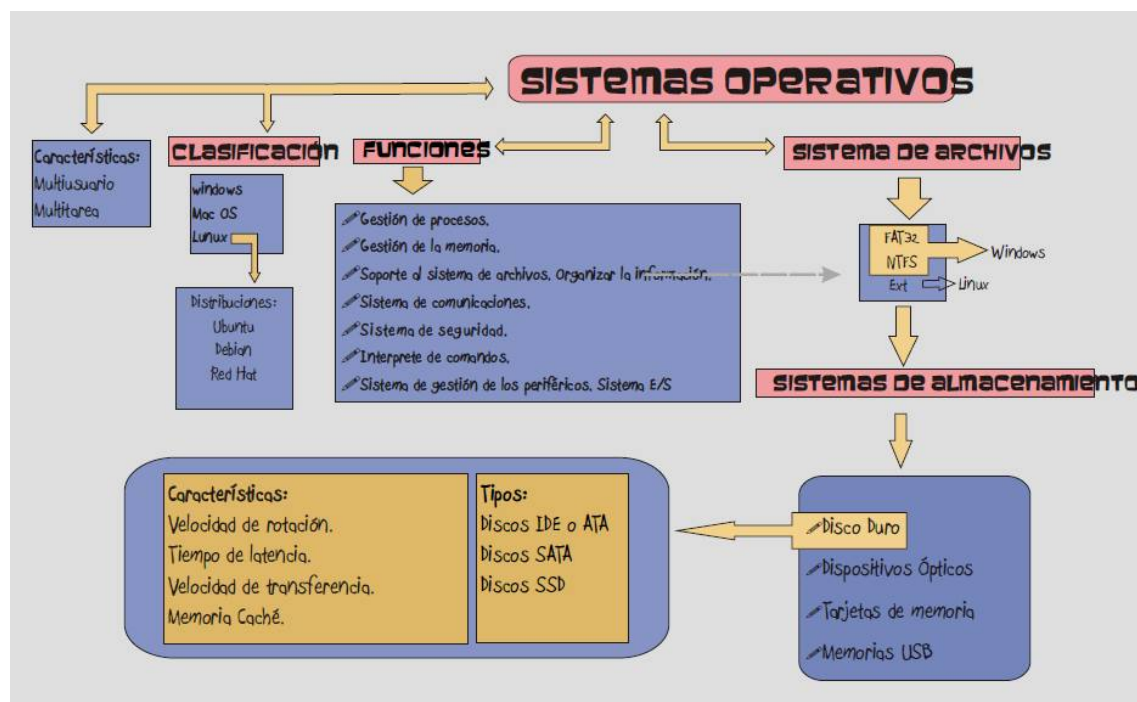 SISTEMAS OPERATIVOS
Características:
Multiusuario
Multitarea
CLASIFICACIÓN
windows
Mac OS
Lunux
Distribuciones:
Ubuntu
Debian
Red Hat
FUNCIONES
Gestión de procesos.
Gestión de la memoria.
Soporte al sistema de archivos. Organizar la información.
Sistema de comunicaciones.
Sistema de seguridad.
Interprete de comandos.
Sistema de gestión de los periféricos. Sistema E/S
SISTEMA DE ARCHIVOS
FAT32
NTFS
Windows
Ext
Linux
SISTEMAS DE ALMACENAMIENTO
Disco Duro
Dispositivos Ópticos
Tarjetas de memoria
Memorias USB
Características:
Velocidad de rotación.
Tiempo de latencia.
Velocidad de transferencia.
Memoria Caché.
Tipos:
Discos IDE o ATA
Discos SATA
Discos SSD